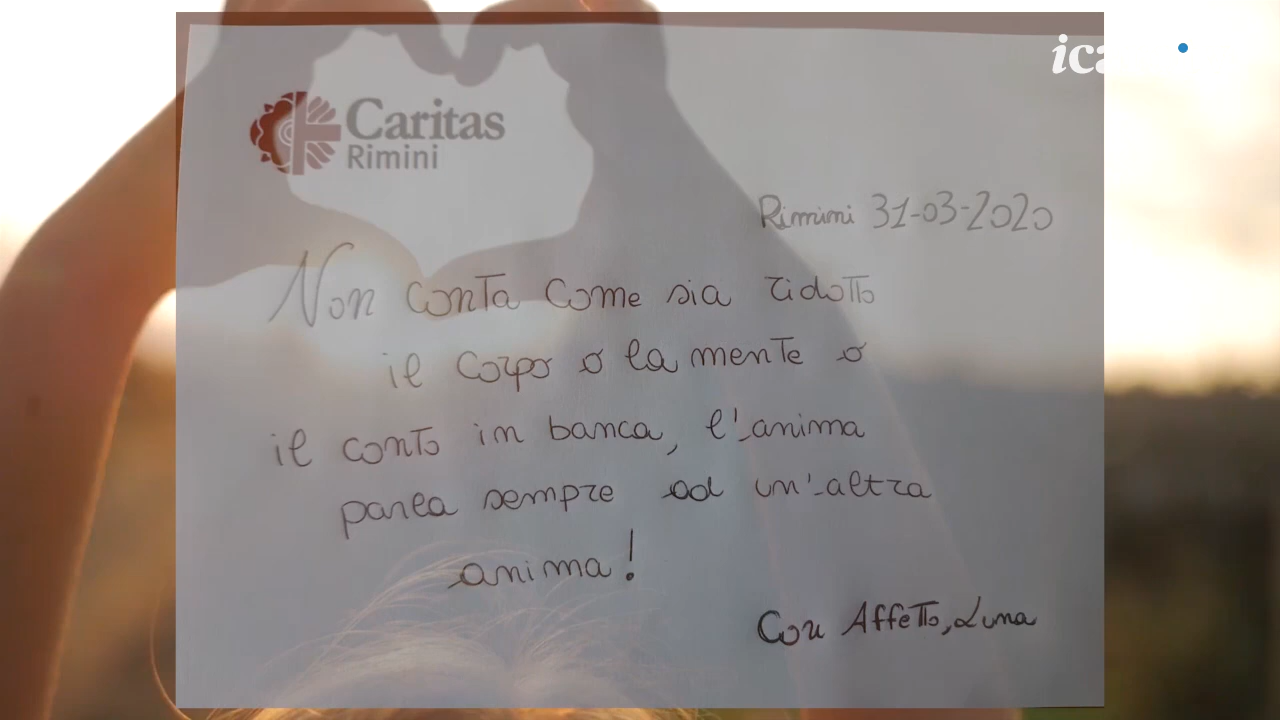 Caritas
Rimini
Rimini 31-03-2020
Non conta come sia ridotto
il corpo o la mente o
il conto in banca, l'anima
parla sempre ad un'altra
anima!
Con Affetto, Luna